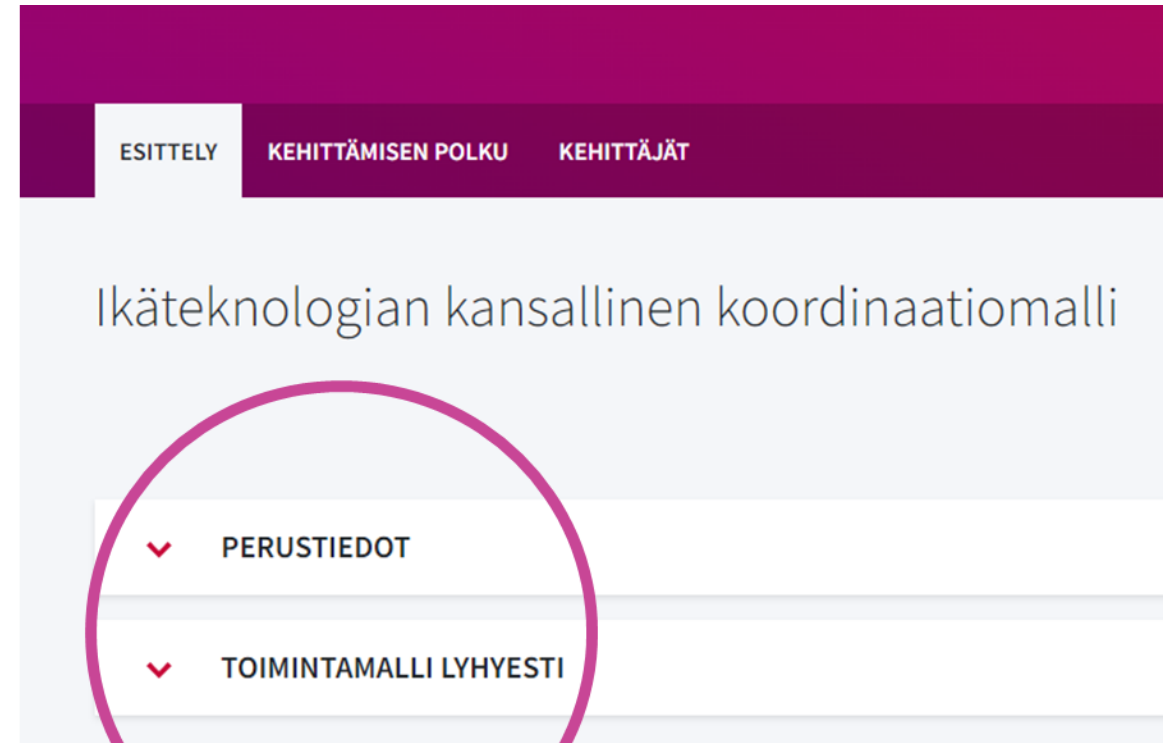 ESITTELY KEHITTÄMISEN POLKU KEHITTÄJÄT
Ikäteknologian kansallinen koordinaatiomalli
PERUSTIEDOT
TOIMINTAMALLI LYHYESTI